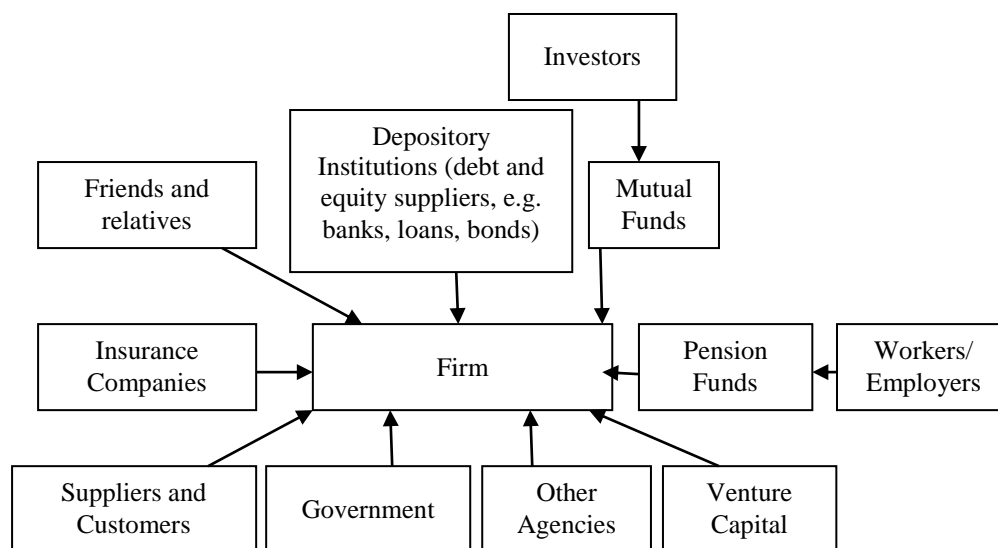 Investors
Depository
Institutions (debt and
equity suppliers, e.g.
banks, loans, bonds)
Friends and
relatives
Mutual
Funds
Insurance
Companies
Firm
Pension
Funds
Workers/
Employers
Suppliers and
Customers
Government
Other
Agencies
Venture
Capital